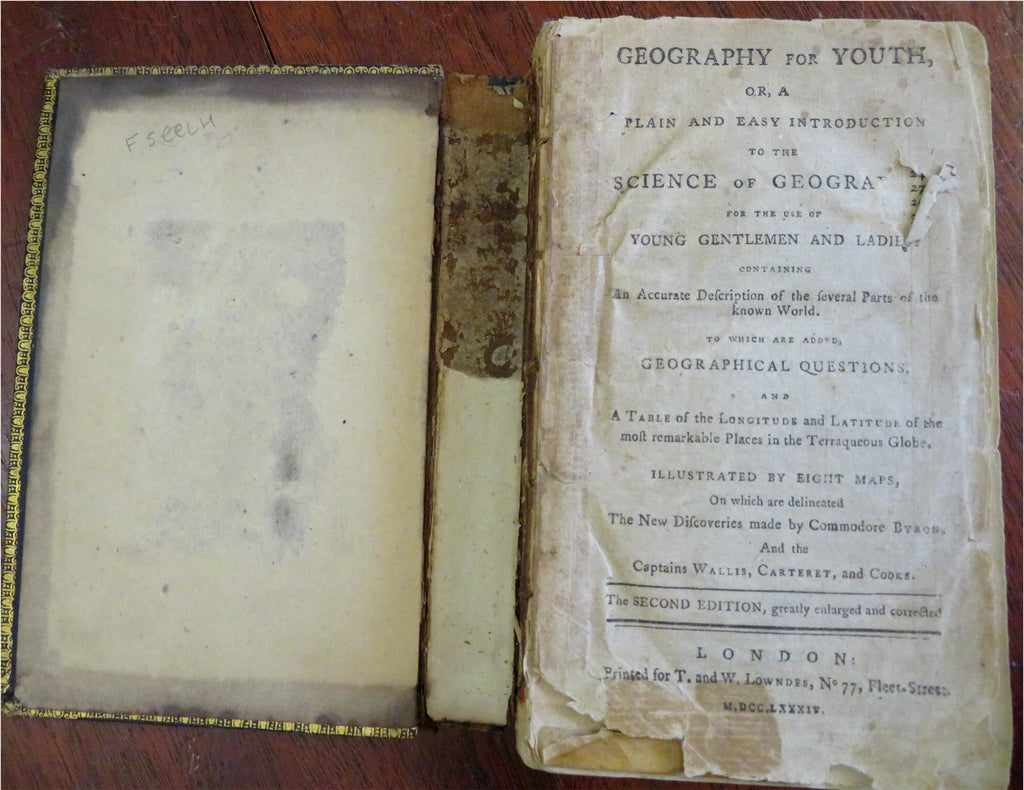 FSeeLH
GEOGRAPHY FOR YOUTH,
OR, A
PLAIN AND EASY INTRODUCTION
TO THE
SCIENCE OF GEOGRA
24
27
FOR THE USE OF
YOUNG GENTLEMEN AND LADIE
CONTAINING
An Accurate Deſcription of the ſeveral Parts of the
known World.
TO WHICH ARE ADDED,
GEOGRAPHICAL QUESTIONS.
AND
A TABLE of the LONGITUDE and LATITUDE of the
moſt remarkable Places in the Terraqueous Globe.
ILLUSTRATED BY EIGHT MAPS,
On which are delineated
The New Diſcoveries made by Commodore BYRON,
And the
Captains WALLIS, CARTERET, and COOKE.
The SECOND EDITION, greatly enlarged and corrected
LONDON:
Printed for T. and W. LOWNDES, No 77, Fleet-Street.
M.DCC.LXXXIV.